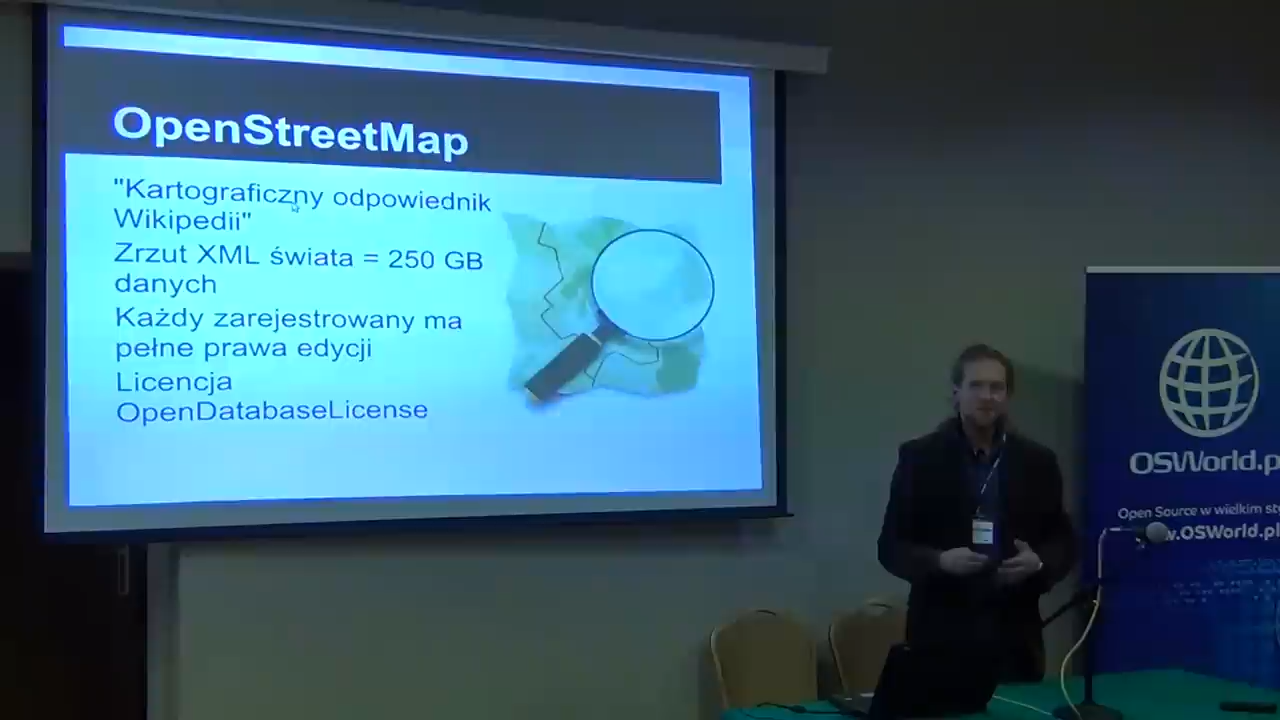 OpenStreetMap
"Kartograficzny odpowiednik
Wikipedii"
Zrzut XML świata = 250 GB
danych
Każdy zarejestrowany ma
pełne prawa edycji
Licencja
OpenDatabaseLicense
OSWorld.p
Open Source w wielkim sty
w.OSWorld.pl